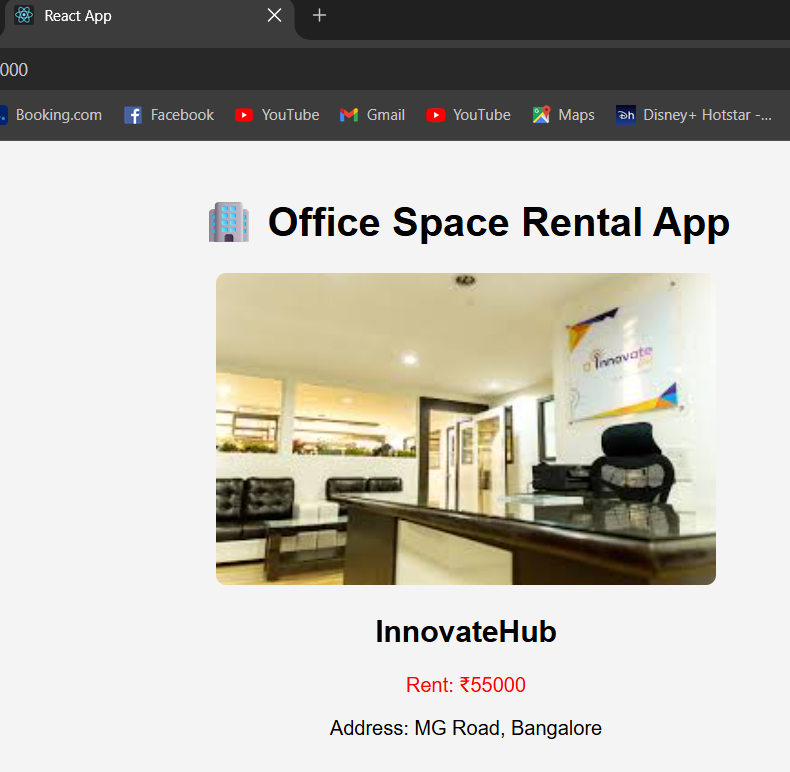 React App
000
Booking.com Facebook YouTube Gmail YouTube Maps Disney+ Hotstar -...
Office Space Rental App
Innovate
InnovateHub
Rent: ₹55000
Address: MG Road, Bangalore